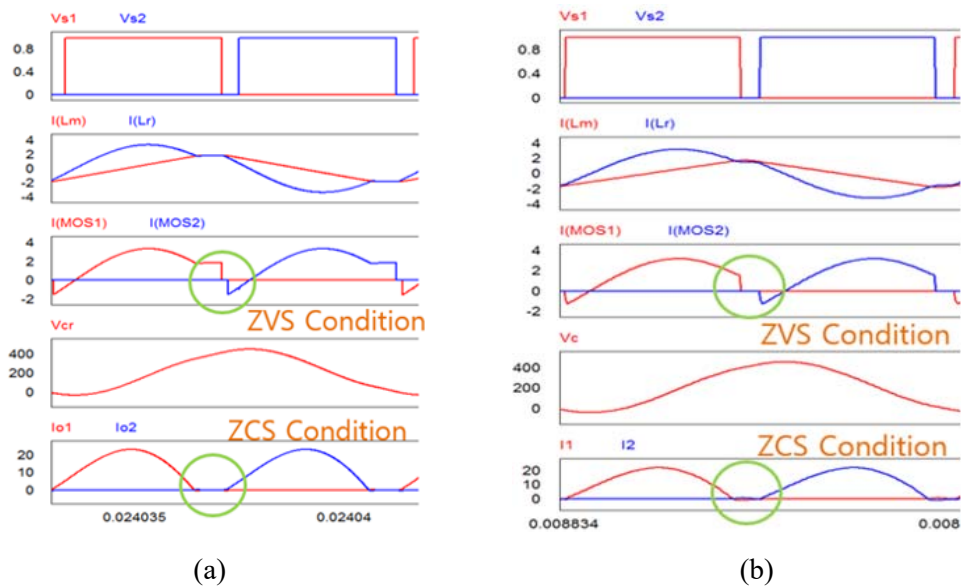 Vs1 Vs2
0.8
0.4
0
I(Lm) I(Lr)
4
2
0
-2
-4
I(MOS1) I(MOS2)
4
2
0
-2
ZVS Condition
Vcr
400
200
0
ZCS Condition
Io1 Io2
20
10
0
0.024035 0.02404
(a)
Vs1 Vs2
0.8
0.4
0
I(Lm) I(Lr)
4
2
0
-2
-4
I(MOS1) I(MOS2)
4
2
0
-2
ZVS Condition
Vc
400
200
0
ZCS Condition
I1 I2
20
10
0
0.008834 0.008
(b)